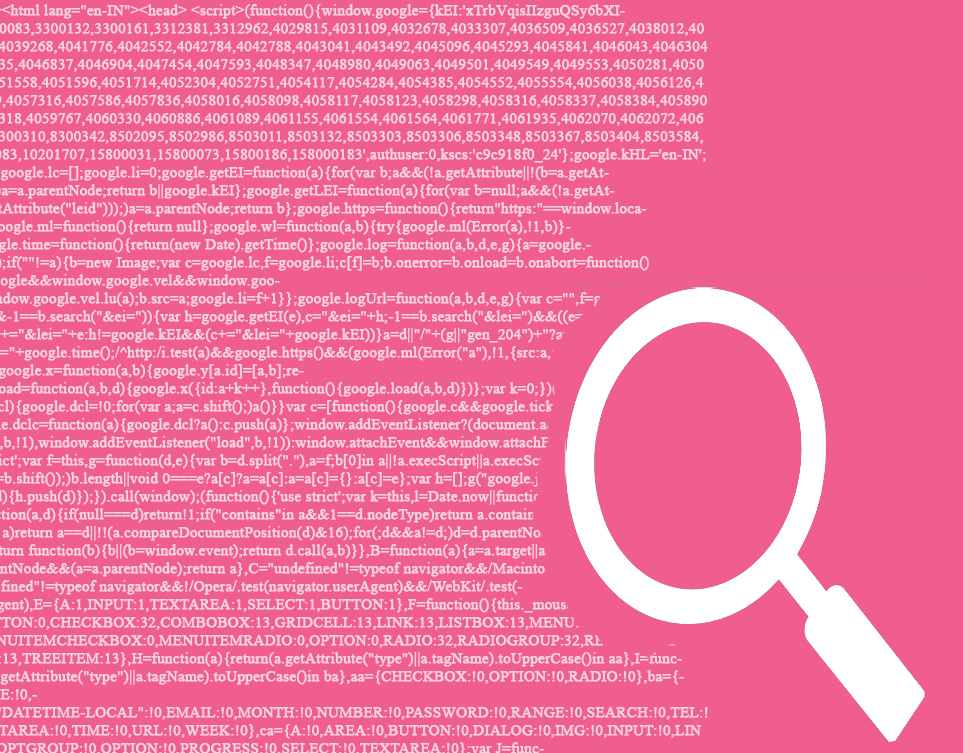 ><html lang="en-IN"><head> <script>(function(){window.google={kEI:'xTrbVqisIIzguQSy6bXI-
0083,3300132,3300161,3312381,3312962,4029815,4031109,4032678,4033307,4036509,4036527,4038012,40
4039268,4041776,4042552,4042784,4042788,4043041,4043492,4045096,4045293,4045841,4046043,4046304
35,4046837,4046904,4047454,4047593,4048347,4048980,4049063,4049501,4049549,4049553,4050281,4050
51558,4051596,4051714,4052304,4052751,4054117,4054284,4054385,4054552,4055554,4056038,4056126,4
9,4057316,4057586,4057836,4058016,4058098,4058117,4058123,4058298,4058316,4058337,4058384,405890
318,4059767,4060330,4060886,4061089,4061155,4061554,4061564,4061771,4061935,4062070,4062072,406
300310,8300342,8502095,8502986,8503011,8503132,8503303,8503306,8503348,8503367,8503404,8503584,
083,10201707,15800031,15800073,15800186,158000183',authuser:0,kscs:'c9c918f0_24'};google.kHL='en-IN';
google.lc=[];google.li=0;google.getEI=function(a){for(var b;a&&(!a.getAttribute||!(b=a.getAt-
)a=a.parentNode;return b||google.kEI};google.getLEI=function(a){for(var b=null;a&&(!a.getAt-
tAttribute("leid")));)a=a.parentNode;return b};google.https=function(){return"https:"==window.loca-
oogle.ml=function(){return null};google.wl=function(a,b){try{google.ml(Error(a),!1,b)}-
gle.time=function(){return(new Date).getTime()};google.log=function(a,b,d,e,g){a=google.-
);if(""!=a){b=new Image;var c=google.lc,f=google.li;c[f]=b;b.onerror=b.onload=b.onabort=function()
oogle&&window.google.vel&&window.goo-
ndow.google.vel.lu(a);b.src=a;google.li=f+1}};google.logUrl=function(a,b,d,e,g){var c="",f=
&-1==b.search("&ei=")){var h=google.getEI(e),c="&ei="+h;-1==b.search("&lei=")&&((e=
+="&lei="+e:h!=google.kEI&&(c+="&lei="+google.kEI))}a=d||"/"+(g||"gen_204")+"?a
="+google.time();/^http:/i.test(a)&&google.https()&&(google.ml(Error("a"),!1,{src:a,
google.x=function(a,b){google.y[a.id]=[a,b];re-
oad=function(a,b,d){google.x({id:a+k++},function(){google.load(a,b,d)})};var k=0;})(
cl){google.dcl=!0;for(var a;a=c.shift();)a()}}var c=[function(){google.c&&google.tick
e.dclc=function(a){google.dcl?a():c.push(a)};window.addEventListener?(document.a
,b,!1),window.addEventListener("load",b,!1)):window.attachEvent&&window.attachE
ict';var f=this,g=function(d,e){var b=d.split("."),a=f;b[0]in a||!a.execScript||a.execSc
=b.shift());)b.length||void 0===e?a[c]?a=a[c]:a=a[c]={}:a[c]=e};var h=[];g("google.j
d){h.push(d)});}).call(window);(function(){'use strict';var k=this,l=Date.now||functio
ction(a,d){if(null===d)return!1;if("contains"in a&&1==d.nodeType)return a.contain
a)return a==d||!!(a.compareDocumentPosition(d)&16);for(;d&&a!=d;)d=d.parentNo
turn function(b){b||(b=window.event);return d.call(a,b)}},B=function(a){a=a.target||a
ntNode&&(a=a.parentNode);return a},C="undefined"!=typeof navigator&&/Macinto
fined"!=typeof navigator&&!/Opera/.test(navigator.userAgent)&&/WebKit/.test(-
gent),E={A:1,INPUT:1,TEXTAREA:1,SELECT:1,BUTTON:1},F=function(){this._mous
TTON:0,CHECKBOX:32,COMBOBOX:13,GRIDCELL:13,LINK:13,LISTBOX:13,MENU
NUITEMCHECKBOX:0,MENUITEMRADIO:0,OPTION:0,RADIO:32,RADIOGROUP:32,RE
:13,TREEITEM:13},H=function(a){return(a.getAttribute("type")||a.tagName).toUpperCase()in aa},I=func-
getAttribute("type")||a.tagName).toUpperCase()in ba},aa={CHECKBOX:!0,OPTION:!0,RADIO:!0},ba={-
E:!0,-
"DATETIME-LOCAL":!0,EMAIL:!0,MONTH:!0,NUMBER:!0,PASSWORD:!0,RANGE:!0,SEARCH:!0,TEL:!
TAREA:!0,TIME:!0,URL:!0,WEEK:!0},ca={A:!0,AREA:!0,BUTTON:!0,DIALOG:!0,IMG:!0,INPUT:!0,LIN
OPTGROUP:!0,OPTION:!0,PROGRESS:!0,SELECT:!0,TEXTAREA:!0};var J=func-